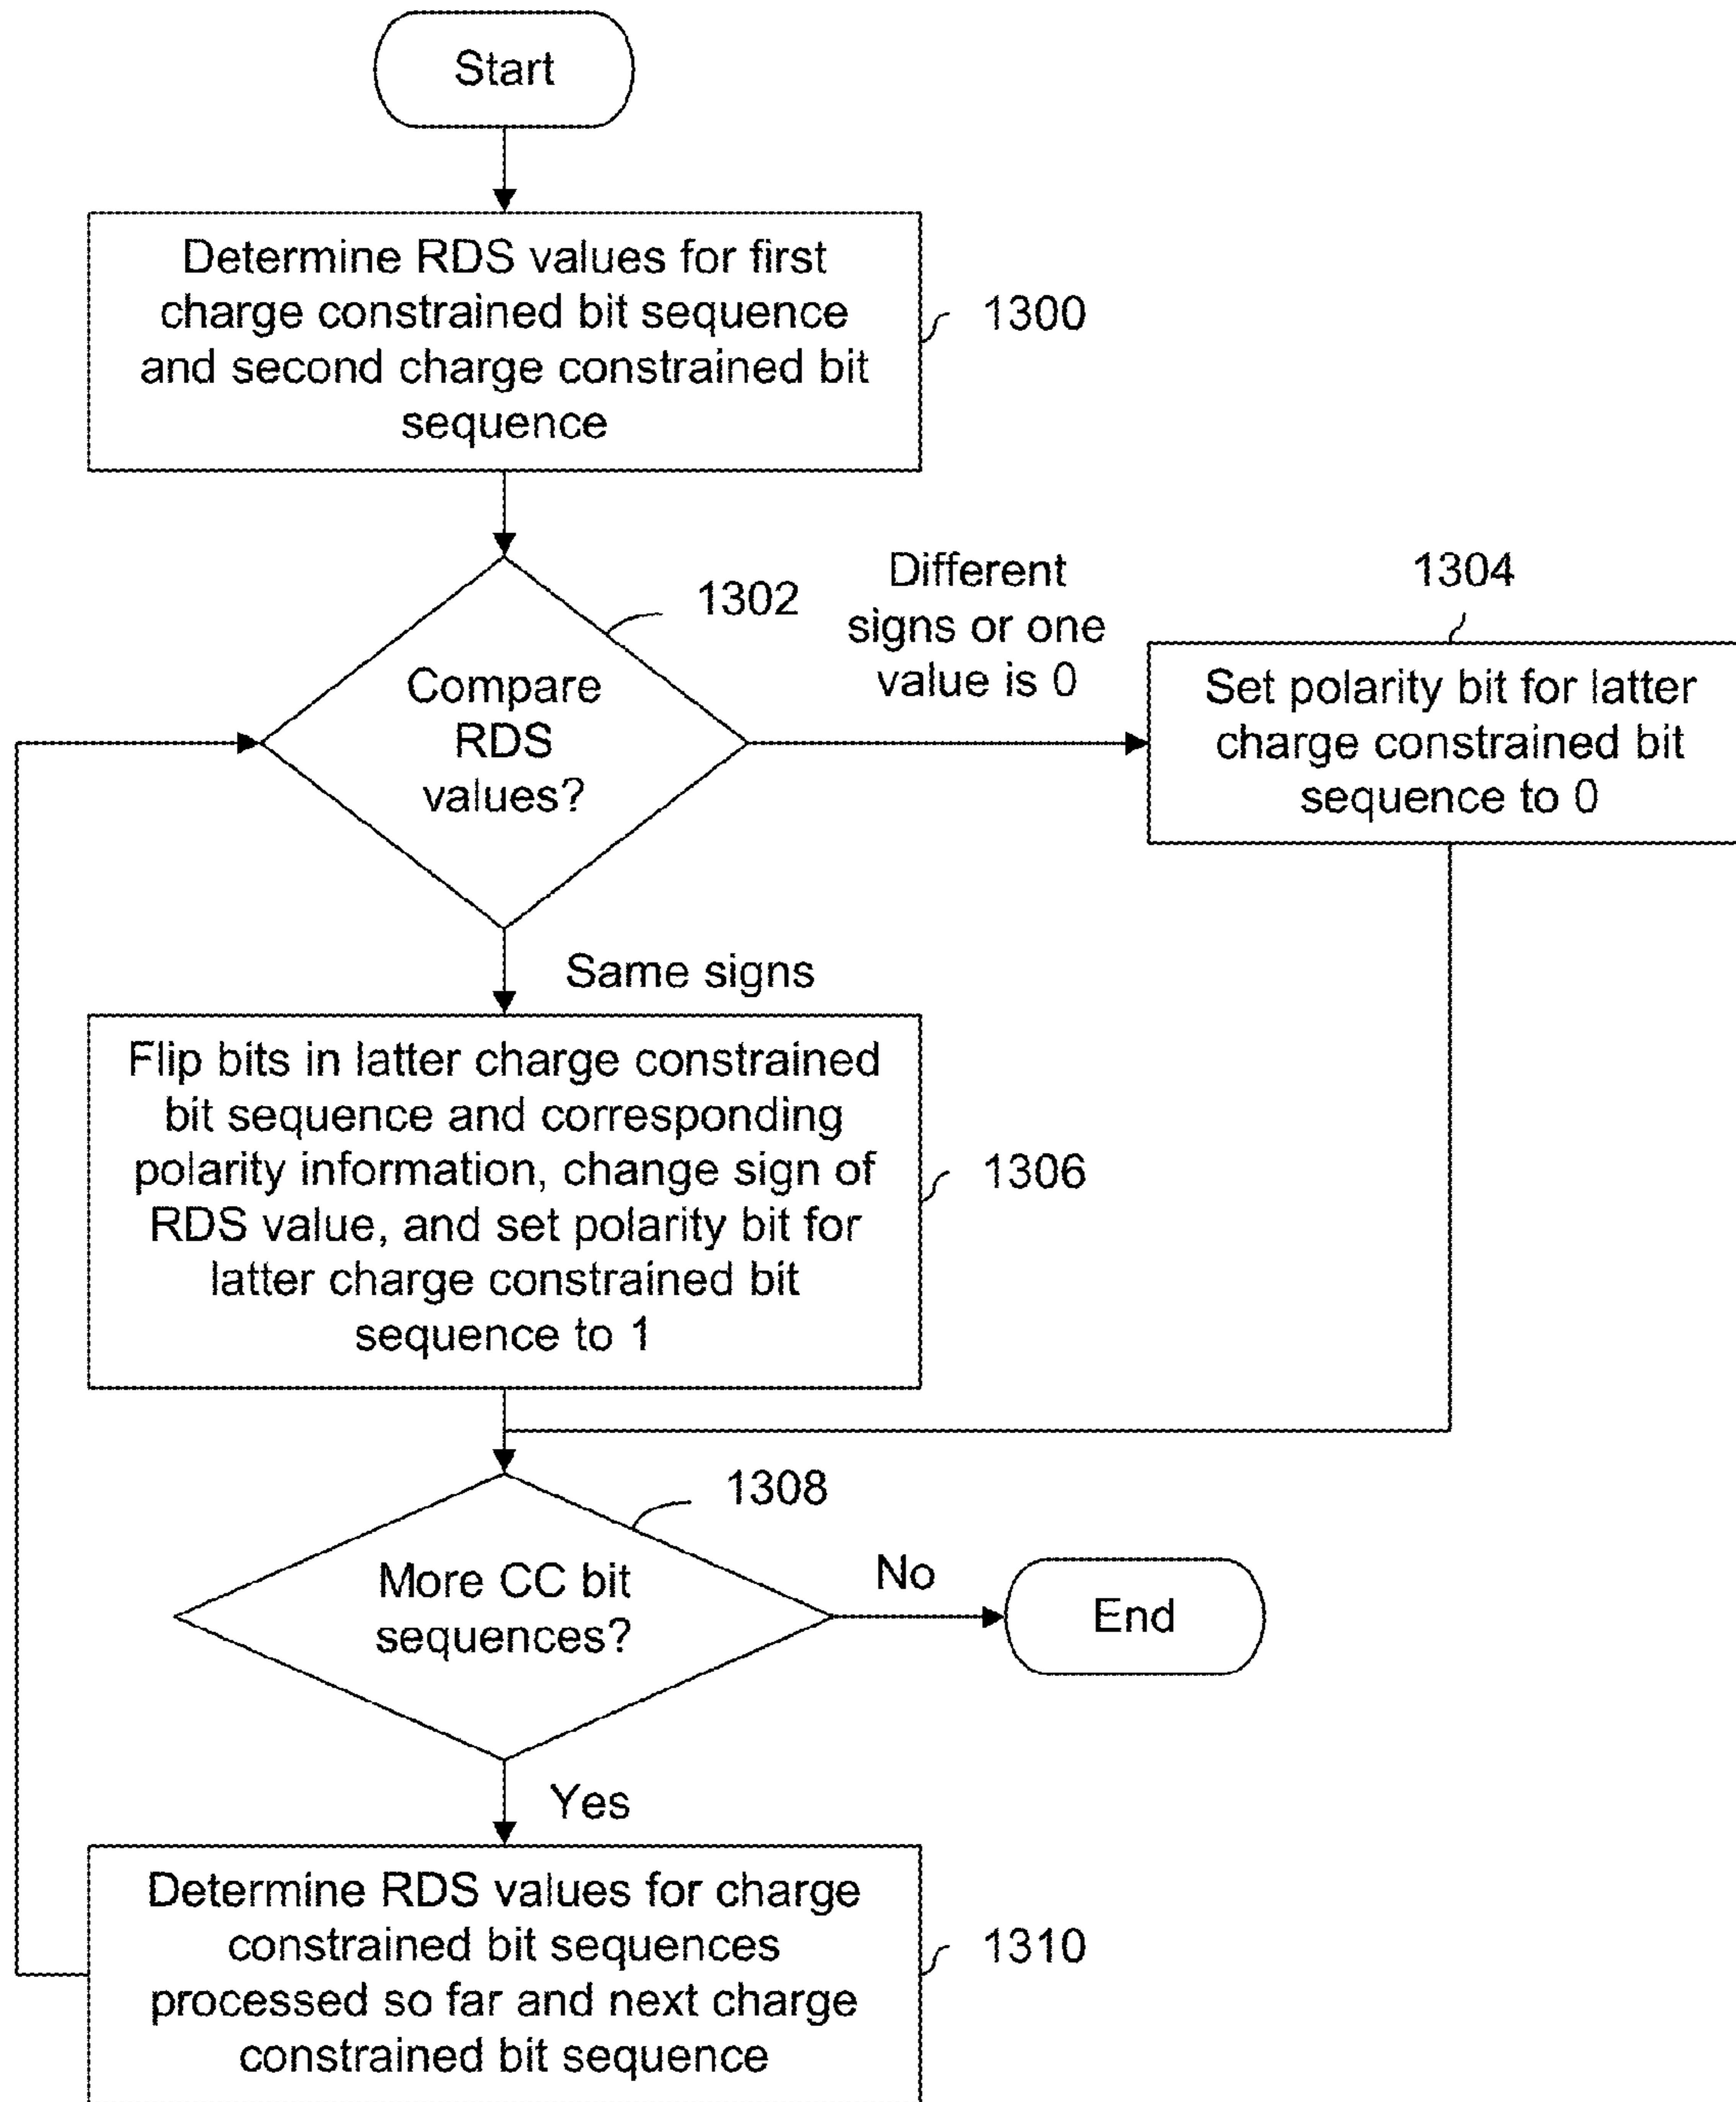 Start
Determine RDS values for first
charge constrained bit sequence
and second charge constrained bit
sequence
1300
1302
Compare
RDS
values?
Different
signs or one
value is 0
1304
Set polarity bit for latter
charge constrained bit
sequence to 0
Same signs
Flip bits in latter charge constrained
bit sequence and corresponding
polarity information, change sign of
RDS value, and set polarity bit for
latter charge constrained bit
sequence to 1
1306
1308
More CC bit
sequences?
No
End
Yes
Determine RDS values for charge
constrained bit sequences
processed so far and next charge
constrained bit sequence
1310